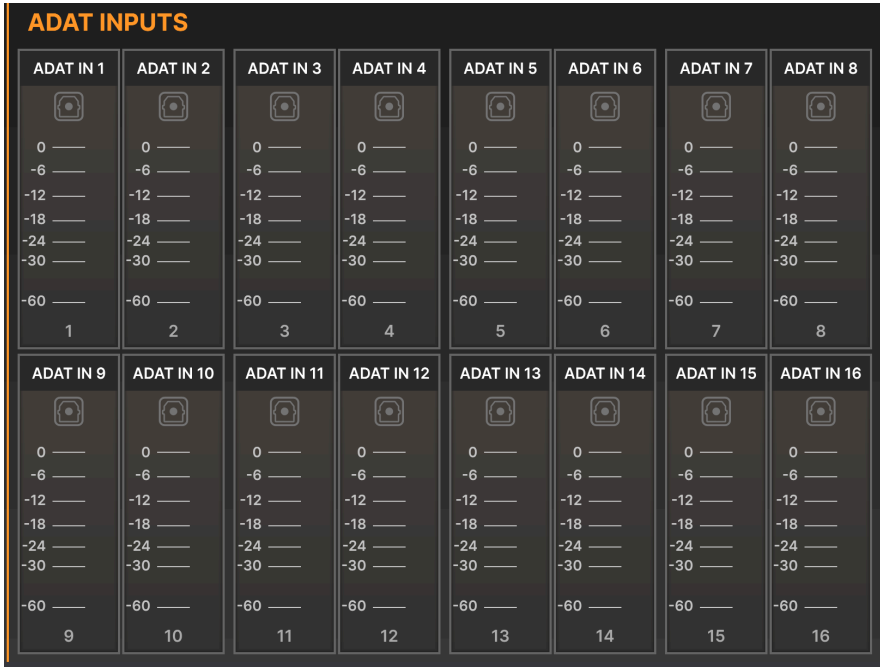 ADAT INPUTS
ADAT IN 1 ADAT IN 2 ADAT IN 3 ADAT IN 4 ADAT IN 5 ADAT IN 6 ADAT IN 7 ADAT IN 8
0 0 0 0 0 0 0 0
-6 -6 -6 -6 -6 -6 -6 -6
-12 -12 -12 -12 -12 -12 -12 -12
-18 -18 -18 -18 -18 -18 -18 -18
-24 -24 -24 -24 -24 -24 -24 -24
-30 -30 -30 -30 -30 -30 -30 -30
-60 -60 -60 -60 -60 -60 -60 -60
1 2 3 4 5 6 7 8
ADAT IN 9 ADAT IN 10 ADAT IN 11 ADAT IN 12 ADAT IN 13 ADAT IN 14 ADAT IN 15 ADAT IN 16
0 0 0 0 0 0 0 0
-6 -6 -6 -6 -6 -6 -6 -6
-12 -12 -12 -12 -12 -12 -12 -12
-18 -18 -18 -18 -18 -18 -18 -18
-24 -24 -24 -24 -24 -24 -24 -24
-30 -30 -30 -30 -30 -30 -30 -30
-60 -60 -60 -60 -60 -60 -60 -60
9 10 11 12 13 14 15 16